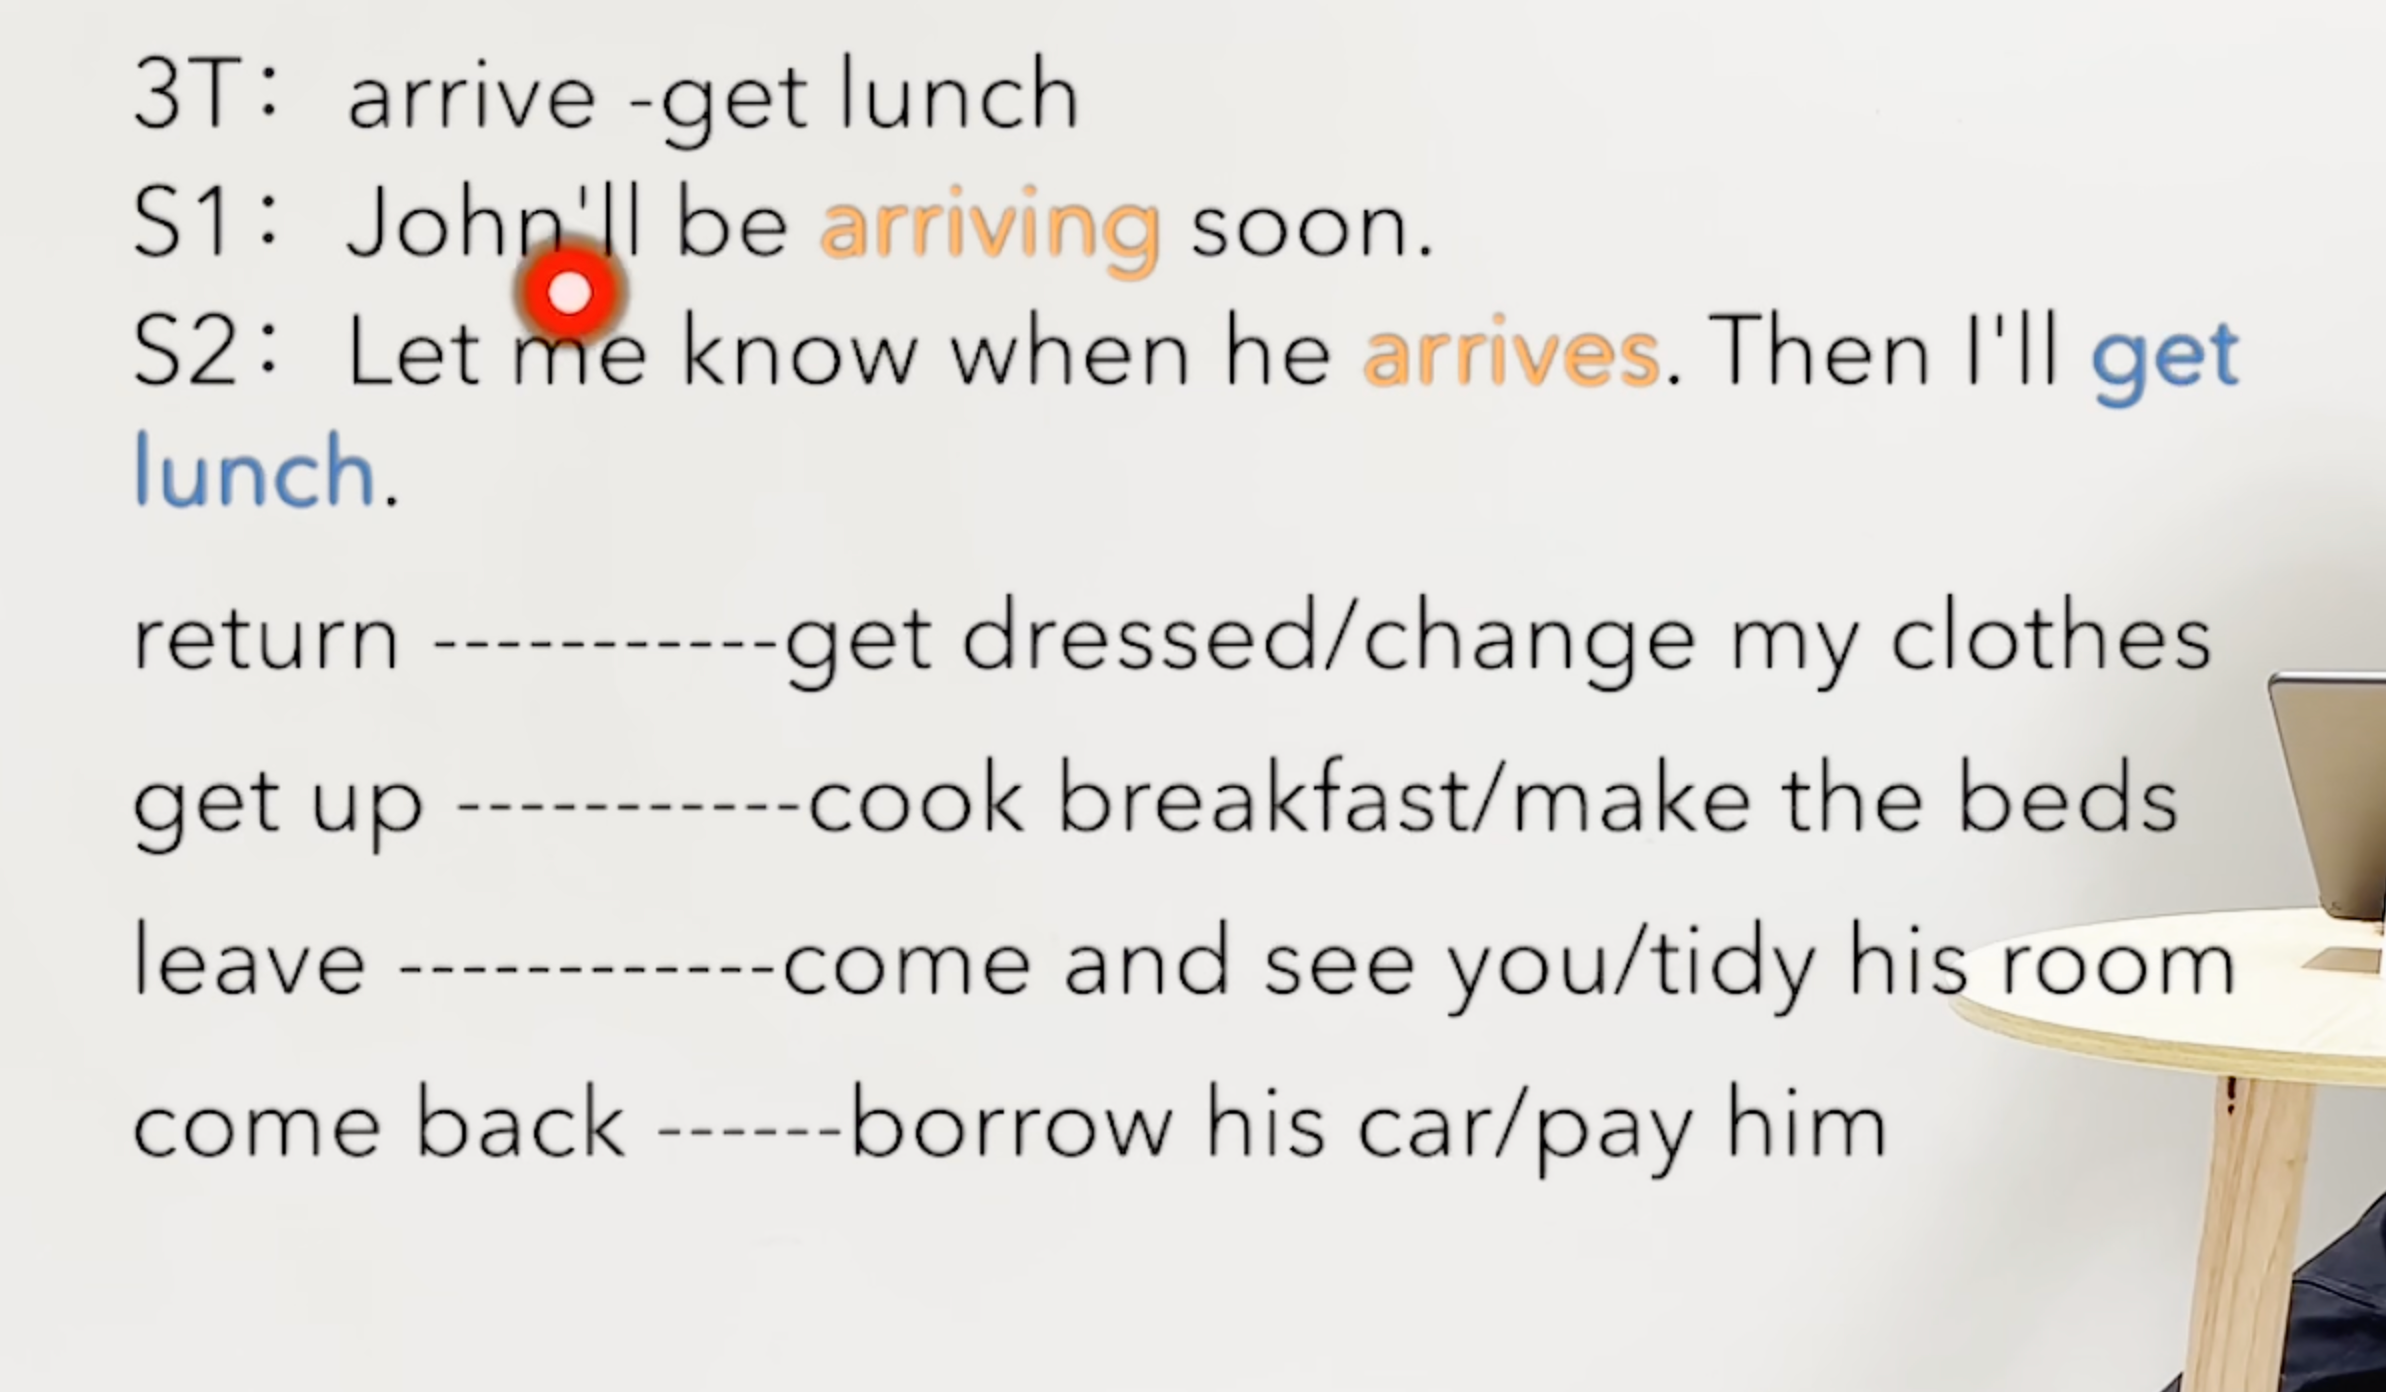 3T： arrive -get lunch
S1： John'll be arriving soon.
S2： Let me know when he arrives. Then I'll get
lunch.
return -----------get dressed/change my clothes
get up -----------cook breakfast/make the beds
leave ------------come and see you/tidy his room
come back ------borrow his car/pay him